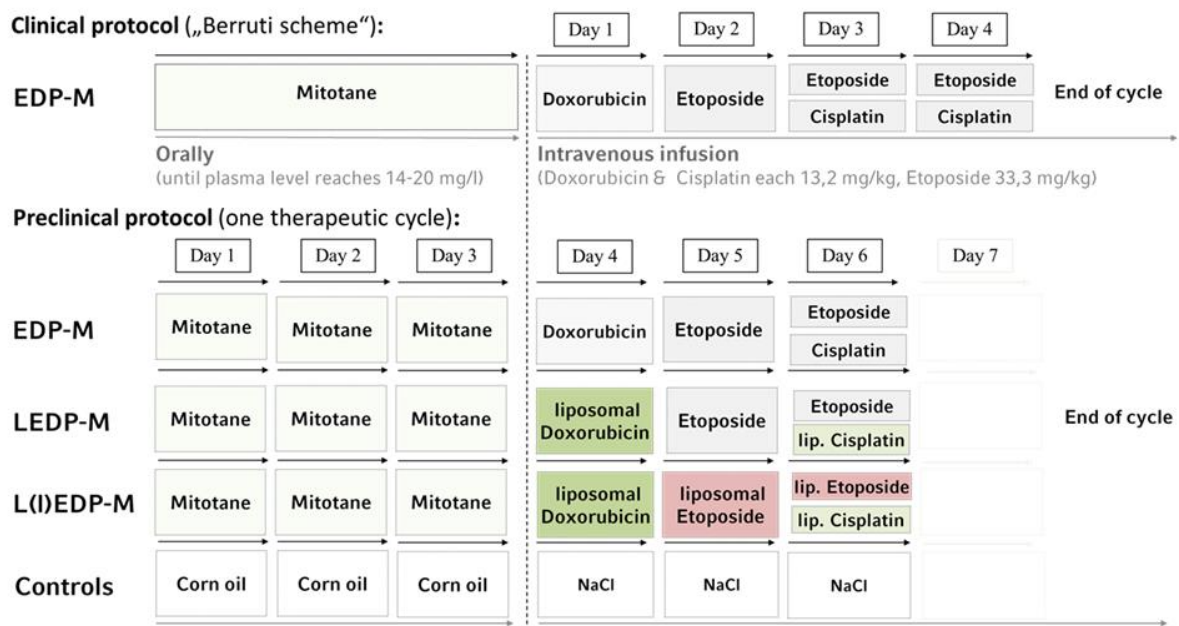 Clinical protocol („Berruti scheme“):
Day 1 Day 2 Day 3 Day 4
EDP-M
Mitotane
Doxorubicin
Etoposide
Etoposide
Cisplatin
Etoposide
Cisplatin
End of cycle
Orally
(until plasma level reaches 14-20 mg/l)
Intravenous infusion
(Doxorubicin & Cisplatin each 13,2 mg/kg, Etoposide 33,3 mg/kg)
Preclinical protocol (one therapeutic cycle):
Day 1 Day 2 Day 3 Day 4 Day 5 Day 6 Day 7
EDP-M
Mitotane
Mitotane
Mitotane
Doxorubicin
Etoposide
Etoposide
Cisplatin
LEDP-M
Mitotane
Mitotane
Mitotane
liposomal
Doxorubicin
Etoposide
Etoposide
lip. Cisplatin
End of cycle
L(l)EDP-M
Mitotane
Mitotane
Mitotane
liposomal
Doxorubicin
liposomal
Etoposide
lip. Etoposide
lip. Cisplatin
Controls
Corn oil
Corn oil
Corn oil
NaCl
NaCl
NaCl